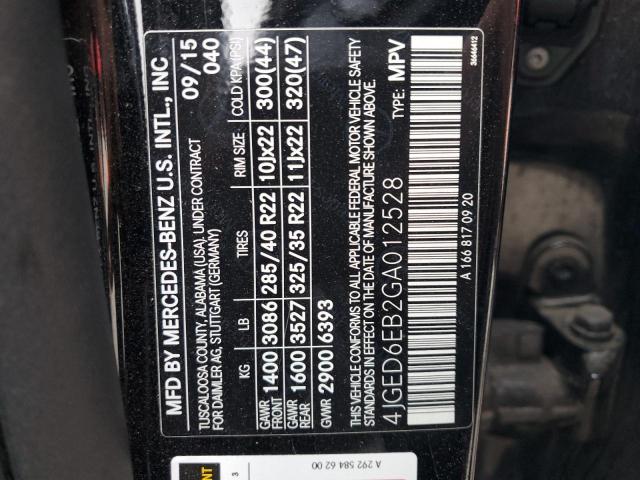 MFD BY MERCEDES-BENZ U.S. INTL., INC
TUSCALOOSA COUNTY, ALABAMA (USA), UNDER CONTRACT
FOR DAIMLER AG, STUTTGART (GERMANY)
09/15
040
KG LB TIRES RIM SIZE COLD KPA(PSI)
GAWR FRONT 1400 3086 285/40 R22 10Jx22 300(44)
GAWR REAR 1600 3527 325/35 R22 11Jx22 320(47)
GVWR 2900 6393
THIS VEHICLE CONFORMS TO ALL APPLICABLE FEDERAL MOTOR VEHICLE SAFETY
STANDARDS IN EFFECT ON THE DATE OF MANUFACTURE SHOWN ABOVE.
4JGED6EB2GA012528 TYPE: MPV
A 166 817 09 20
36646412
A 292 584 62 00
3